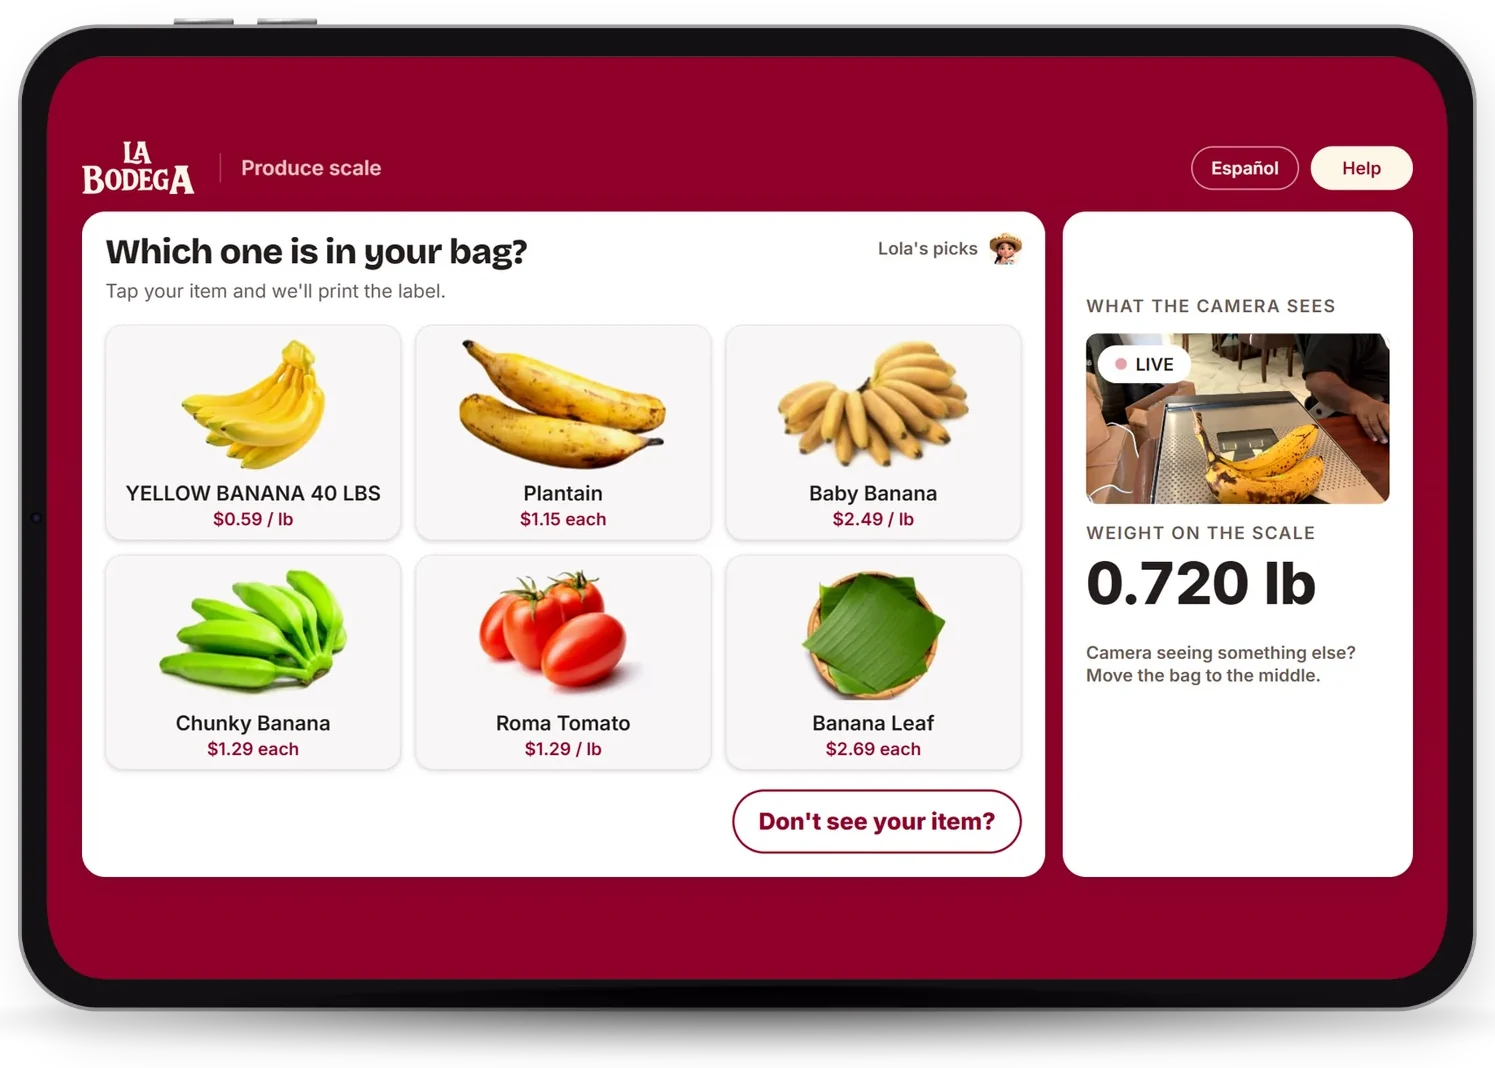 LA
BODEGA
Produce scale
Español
Help
Which one is in your bag?
Tap your item and we'll print the label.
Lola's picks
YELLOW BANANA 40 LBS
$0.59 / lb
Plantain
$1.15 each
Baby Banana
$2.49 / lb
Chunky Banana
$1.29 each
Roma Tomato
$1.29 / lb
Banana Leaf
$2.69 each
Don't see your item?
WHAT THE CAMERA SEES
LIVE
WEIGHT ON THE SCALE
0.720 lb
Camera seeing something else?
Move the bag to the middle.